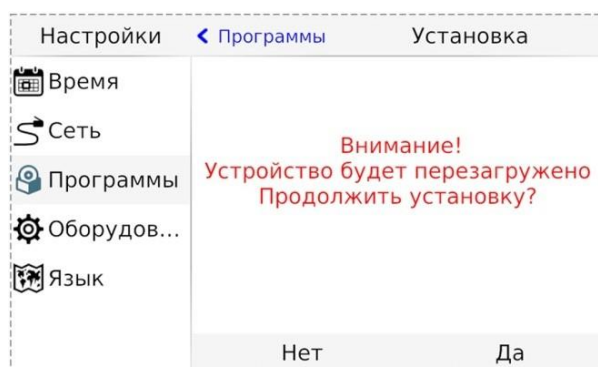 Настройки
Программы
Установка
Время
Сеть
Программы
Оборудов...
Язык
Внимание!
Устройство будет перезагружено
Продолжить установку?
Нет
Да